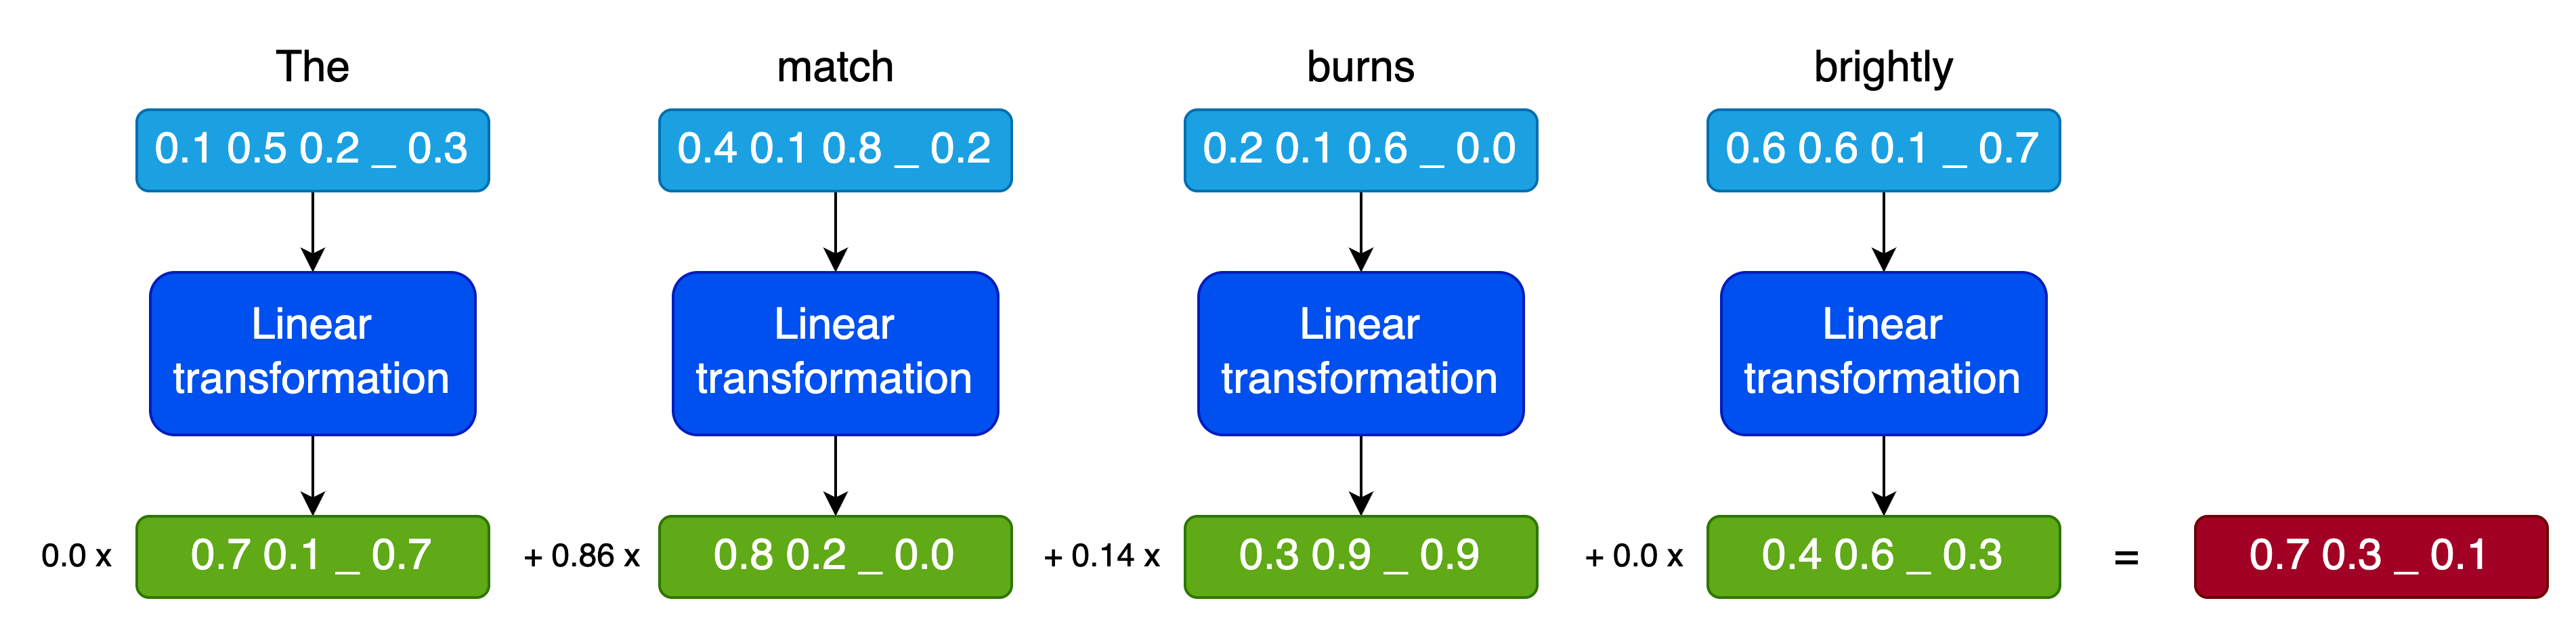 The match burns brightly
0.1 0.5 0.2 _ 0.3 0.4 0.1 0.8 _ 0.2 0.2 0.1 0.6 _ 0.0 0.6 0.6 0.1 _ 0.7
Linear Linear Linear Linear
transformation transformation transformation transformation
0.0 x 0.7 0.1 _ 0.7 + 0.86 x 0.8 0.2 _ 0.0 + 0.14 x 0.3 0.9 _ 0.9 + 0.0 x 0.4 0.6 _ 0.3 = 0.7 0.3 _ 0.1